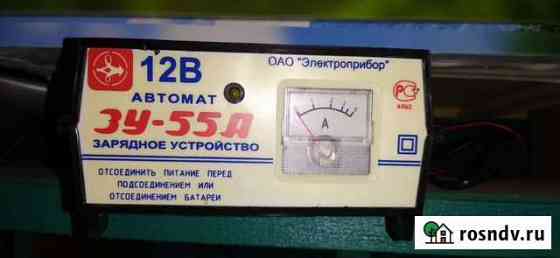 12В
ОАО "Электроприбор"
АВТОМАТ
ЗУ-55А
ЗАРЯДНОЕ УСТРОЙСТВО
А
ОТСОЕДИНИТЬ ПИТАНИЕ ПЕРЕД
ПОДСОЕДИНЕНИЕМ ИЛИ
ОТСОЕДИНЕНИЕМ БАТАРЕИ
rosndv.ru